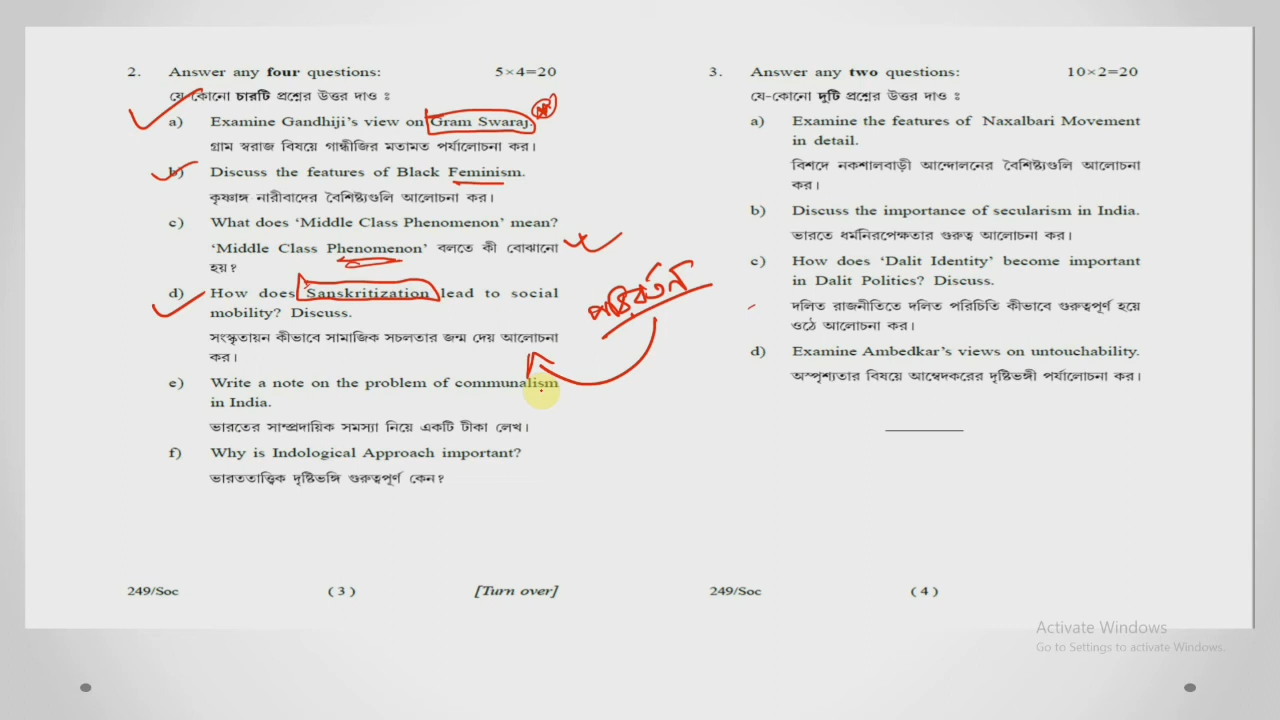 2. Answer any four questions: 5×4=20
যে-কোনো চারটি প্রশ্নের উত্তর দাও ঃ
a) Examine Gandhiji's view on Gram Swaraj.
গ্রাম স্বরাজ বিষয়ে গান্ধীজির মতামত পর্যালোচনা কর।
b) Discuss the features of Black Feminism.
কৃষ্ণাঙ্গ নারীবাদের বৈশিষ্ট্যগুলি আলোচনা কর।
c) What does 'Middle Class Phenomenon' mean?
'Middle Class Phenomenon' বলতে কী বোঝানো
হয়?
d) How does Sanskritization lead to social
mobility? Discuss.
সংস্কৃতায়ন কীভাবে সামাজিক সচলতার জন্ম দেয় আলোচনা
কর।
e) Write a note on the problem of communalism
in India.
ভারতের সাম্প্রদায়িক সমস্যা নিয়ে একটি টীকা লেখ।
f) Why is Indological Approach important?
ভারততাত্ত্বিক দৃষ্টিভঙ্গি গুরুত্বপূর্ণ কেন?
249/Soc (3) [Turn over]
3. Answer any two questions: 10×2=20
যে-কোনো দুটি প্রশ্নের উত্তর দাও ঃ
a) Examine the features of Naxalbari Movement
in detail.
বিশদে নকশালবাড়ী আন্দোলনের বৈশিষ্ট্যগুলি আলোচনা
কর।
b) Discuss the importance of secularism in India.
ভারতে ধর্মনিরপেক্ষতার গুরুত্ব আলোচনা কর।
c) How does 'Dalit Identity' become important
in Dalit Politics? Discuss.
দলিত রাজনীতিতে দলিত পরিচিতি কীভাবে গুরুত্বপূর্ণ হয়ে
ওঠে আলোচনা কর।
d) Examine Ambedkar's views on untouchability.
অস্পৃশ্যতার বিষয়ে আম্বেদকরের দৃষ্টিভঙ্গী পর্যালোচনা কর।
249/Soc (4)
Activate Windows
Go to Settings to activate Windows.